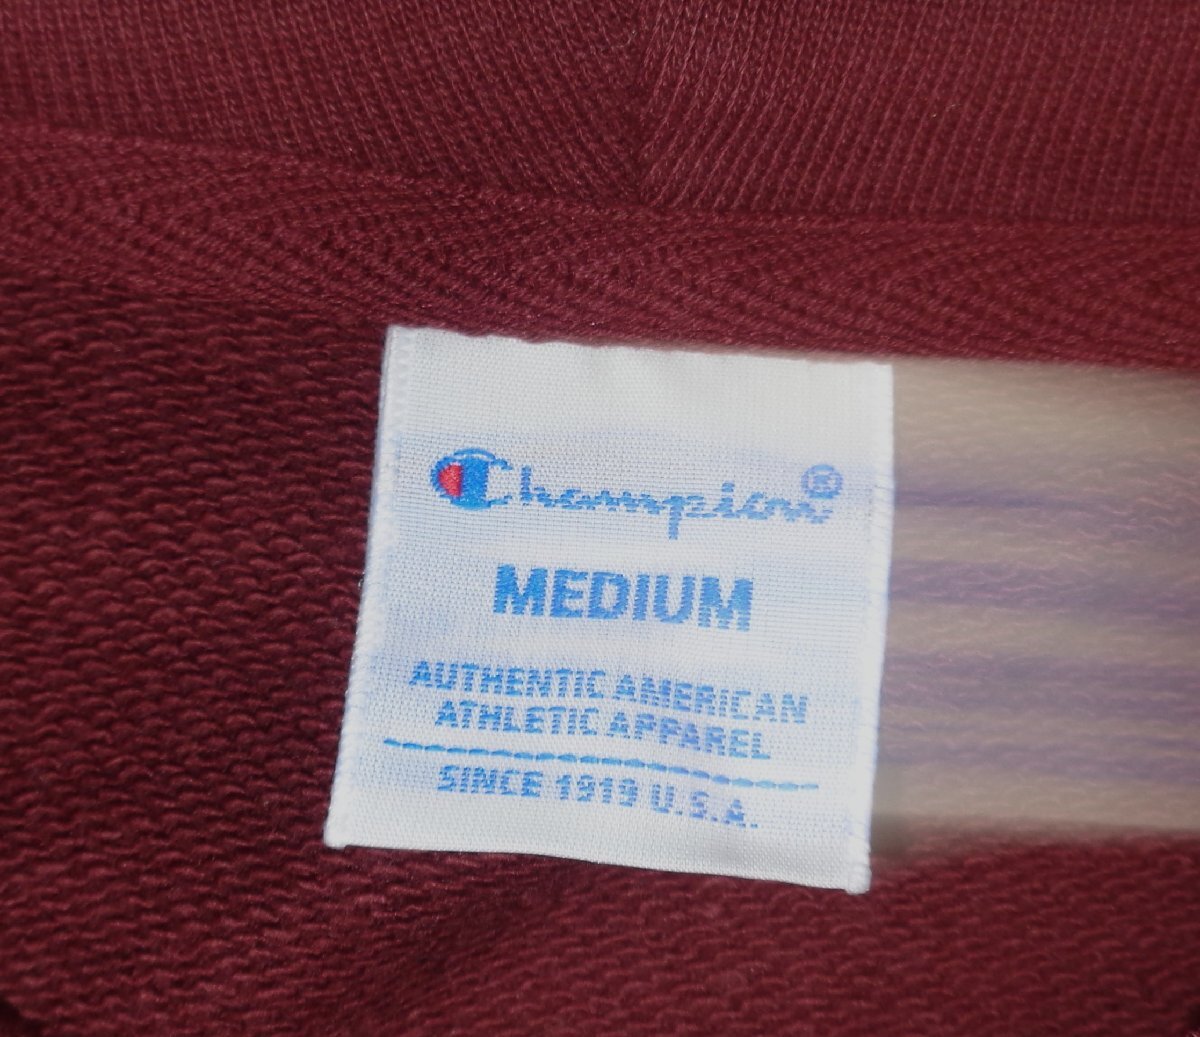 Champion®
MEDIUM
AUTHENTIC AMERICAN
ATHLETIC APPAREL
SINCE 1919 U.S.A.